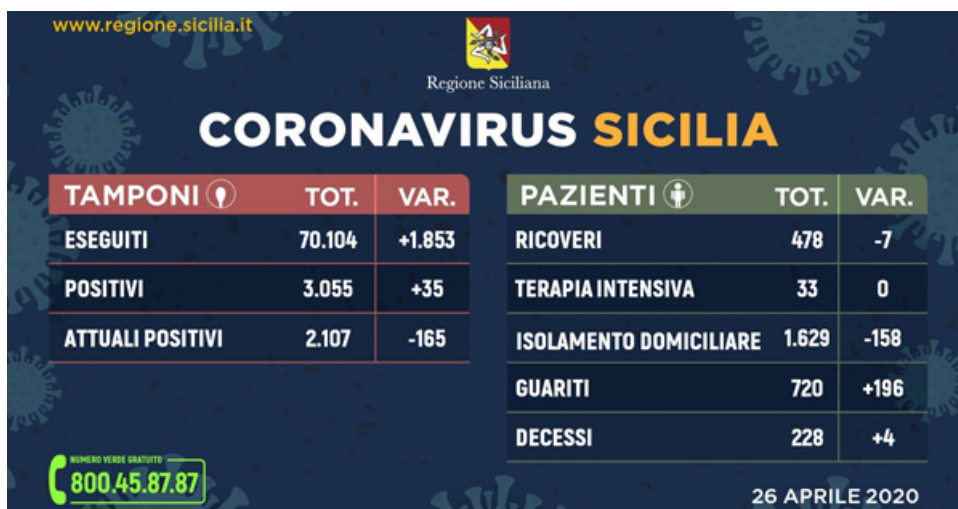 www.regione.sicilia.it
Regione Siciliana
CORONAVIRUS SICILIA
TAMPONI TOT. VAR.
ESEGUITI 70.104 +1.853
POSITIVI 3.055 +35
ATTUALI POSITIVI 2.107 -165
PAZIENTI TOT. VAR.
RICOVERI 478 -7
TERAPIA INTENSIVA 33 0
ISOLAMENTO DOMICILIARE 1.629 -158
GUARITI 720 +196
DECESSI 228 +4
NUMERO VERDE GRATUITO
800.45.87.87
26 APRILE 2020